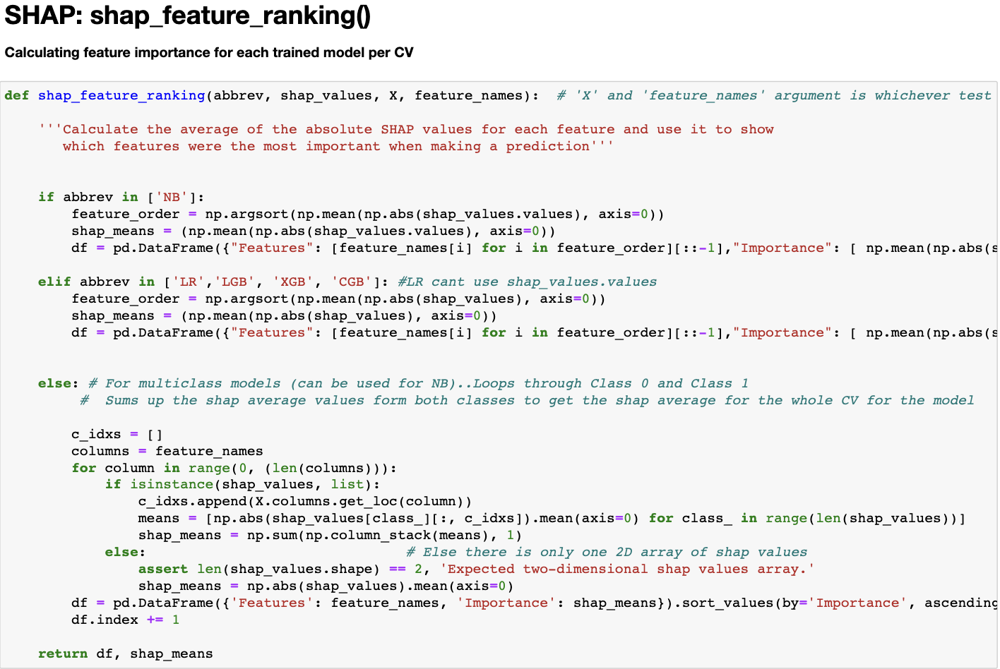 SHAP: shap_feature_ranking()
Calculating feature importance for each trained model per CV
def shap_feature_ranking(abbrev, shap_values, X, feature_names):  # 'X' and 'feature_names' argument is whichever test
    '''Calculate the average of the absolute SHAP values for each feature and use it to show
       which features were the most important when making a prediction'''
    if abbrev in ['NB']:
        feature_order = np.argsort(np.mean(np.abs(shap_values.values), axis=0))
        shap_means = (np.mean(np.abs(shap_values.values), axis=0))
        df = pd.DataFrame({"Features": [feature_names[i] for i in feature_order][::-1],"Importance": [ np.mean(np.abs(s
    elif abbrev in ['LR','LGB', 'XGB', 'CGB']: #LR cant use shap_values.values
        feature_order = np.argsort(np.mean(np.abs(shap_values), axis=0))
        shap_means = (np.mean(np.abs(shap_values), axis=0))
        df = pd.DataFrame({"Features": [feature_names[i] for i in feature_order][::-1],"Importance": [ np.mean(np.abs(s
    else: # For multiclass models (can be used for NB)..Loops through Class 0 and Class 1
         #  Sums up the shap average values form both classes to get the shap average for the whole CV for the model
        c_idxs = []
        columns = feature_names
        for column in range(0, (len(columns))):
            if isinstance(shap_values, list):
                c_idxs.append(X.columns.get_loc(column))
                means = [np.abs(shap_values[class_][:, c_idxs]).mean(axis=0) for class_ in range(len(shap_values))]
                shap_means = np.sum(np.column_stack(means), 1)
            else:                               # Else there is only one 2D array of shap values
                assert len(shap_values.shape) == 2, 'Expected two-dimensional shap values array.'
                shap_means = np.abs(shap_values).mean(axis=0)
        df = pd.DataFrame({'Features': feature_names, 'Importance': shap_means}).sort_values(by='Importance', ascending
        df.index += 1
    return df, shap_means